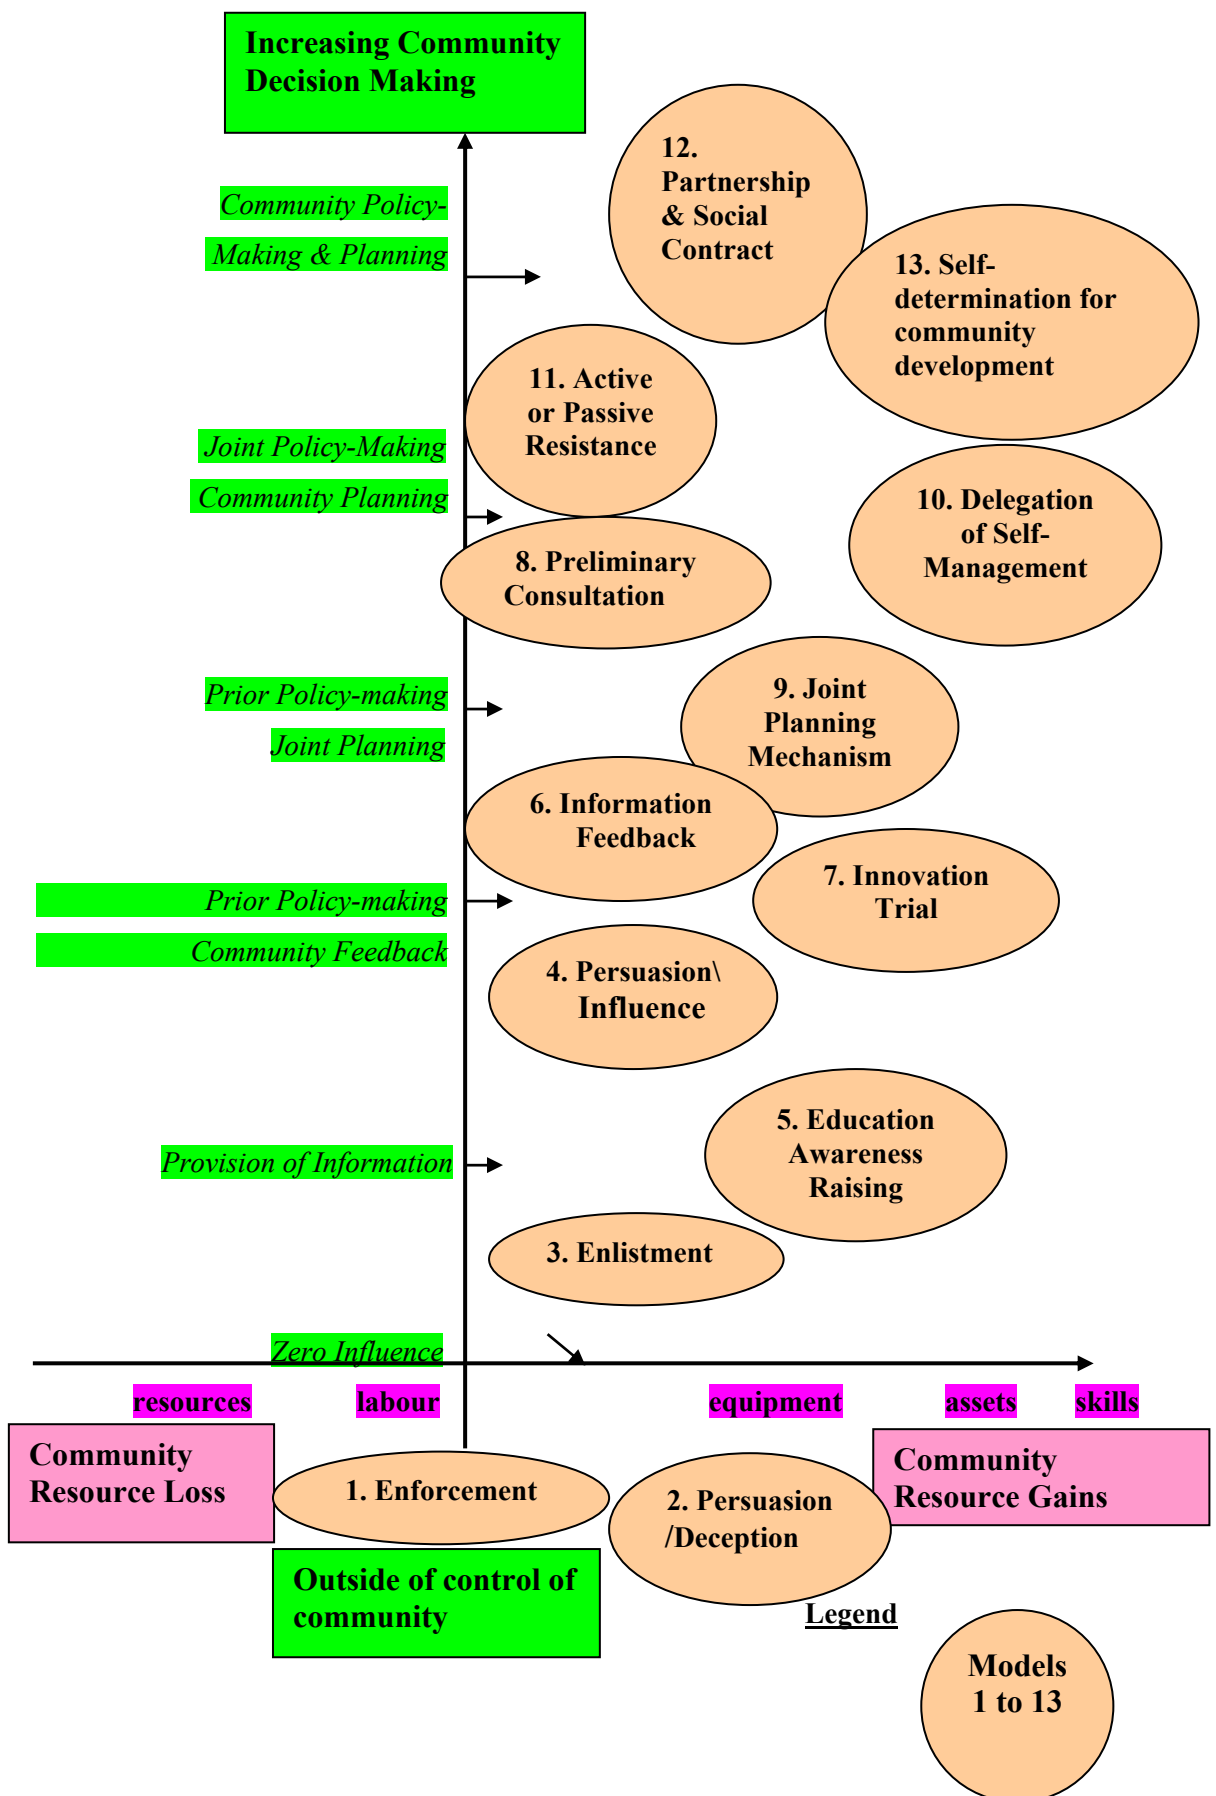 Increasing Community
Decision Making
12.
Partnership
& Social
Contract
Community Policy-
Making & Planning
13. Self-
determination for
community
development
11. Active
or Passive
Resistance
Joint Policy-Making
Community Planning
10. Delegation
of Self-
Management
8. Preliminary
Consultation
Prior Policy-making
Joint Planning
9. Joint
Planning
Mechanism
6. Information
Feedback
7. Innovation
Trial
Prior Policy-making
Community Feedback
4. Persuasion\
Influence
5. Education
Awareness
Raising
Provision of Information
3. Enlistment
Zero Influence
resources labour equipment assets skills
Community
Resource Loss
1. Enforcement
2. Persuasion
/Deception
Community
Resource Gains
Outside of control of
community
Legend
Models
1 to 13